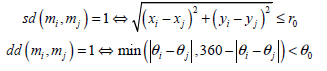 sd(m_i, m_j) = 1 ⇔ √((x_i − x_j)² + (y_i − y_j)²) ≤ r_0
dd(m_i, m_j) = 1 ⇔ min(|θ_i − θ_j|, 360 − |θ_i − θ_j|) < θ_0